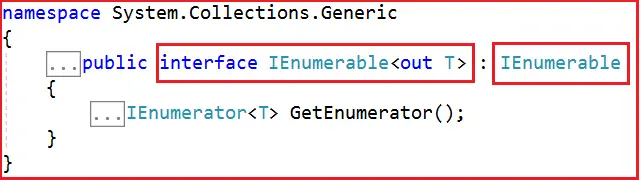 namespace System.Collections.Generic
{
...public interface IEnumerable<out T> : IEnumerable
{
...IEnumerator<T> GetEnumerator();
}
}